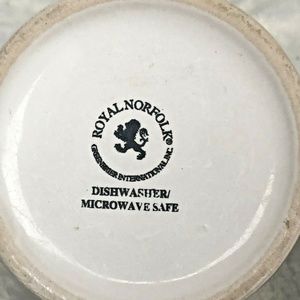 ROYAL NORFOLK®
GREENBRIER INTERNATIONAL INC.
DISHWASHER/
MICROWAVE SAFE